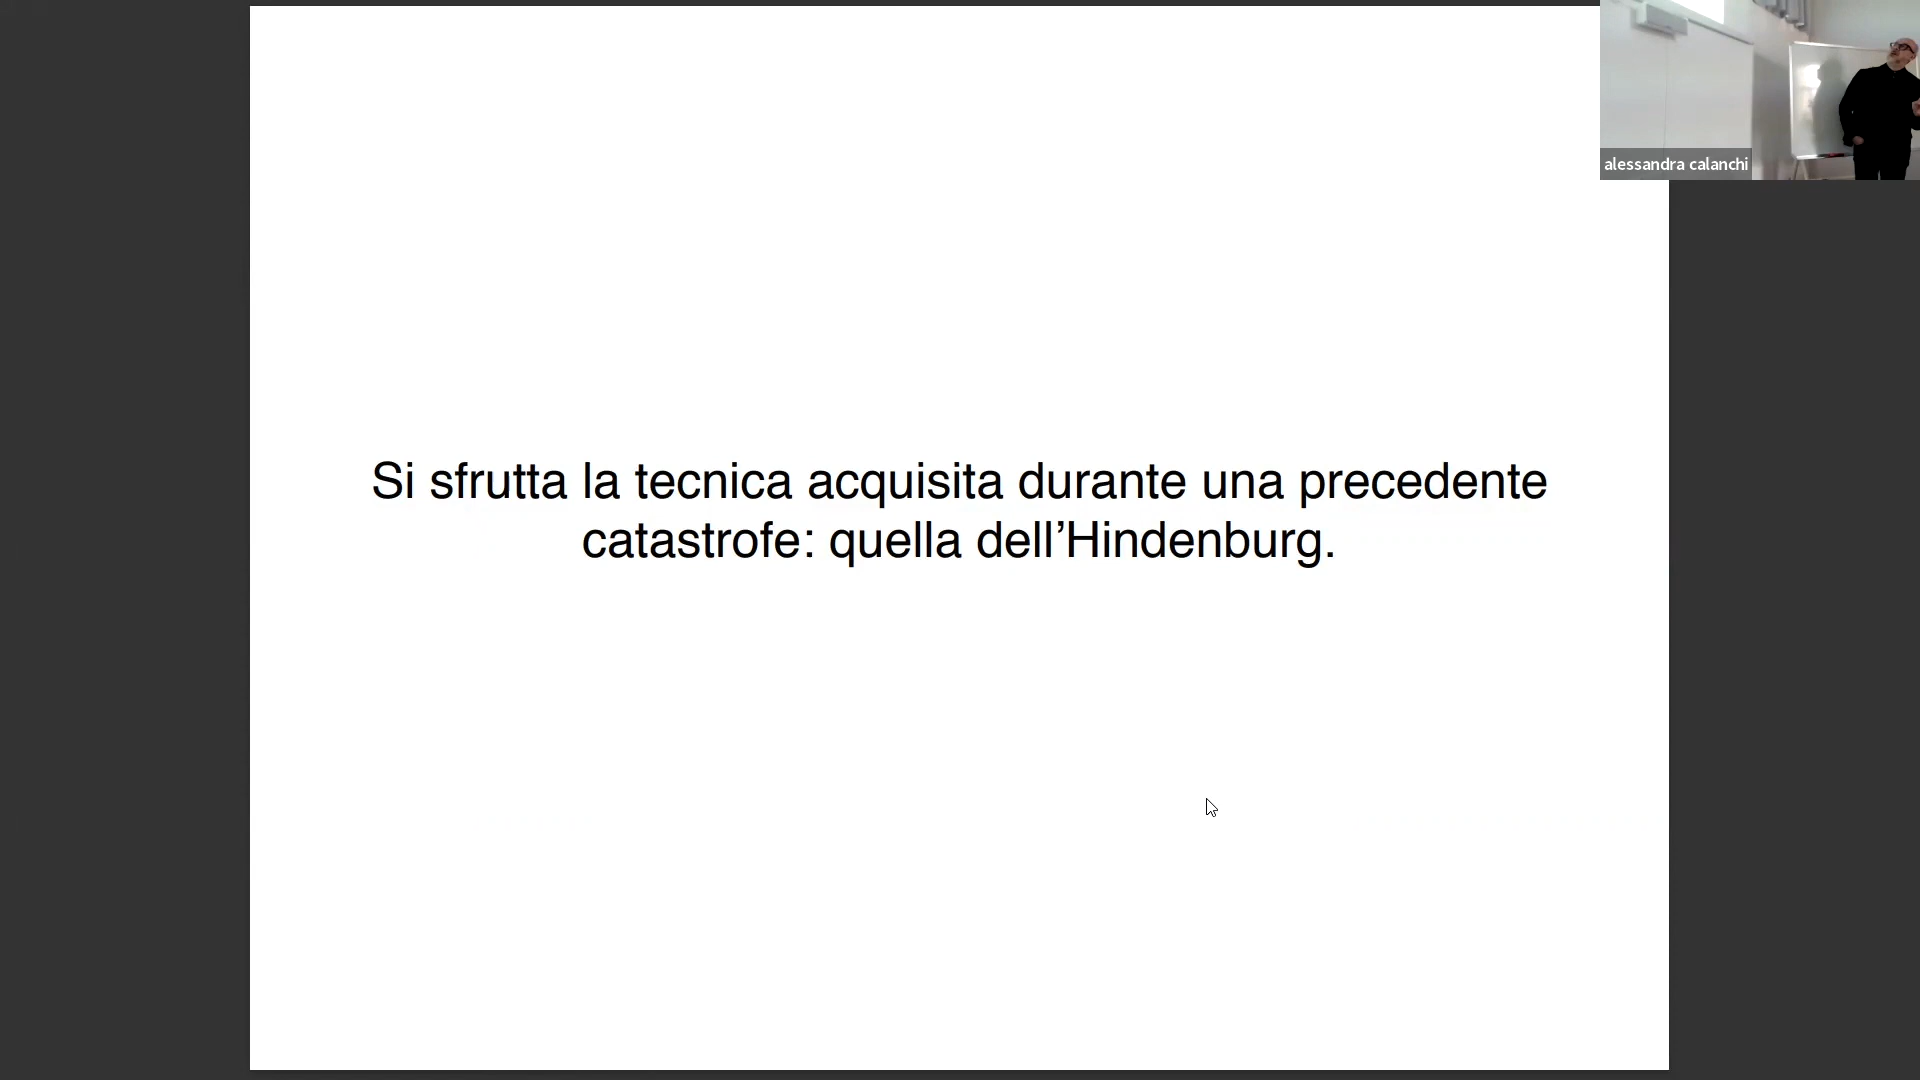 alessandra calanchi
Si sfrutta la tecnica acquisita durante una precedente
catastrofe: quella dell’Hindenburg.